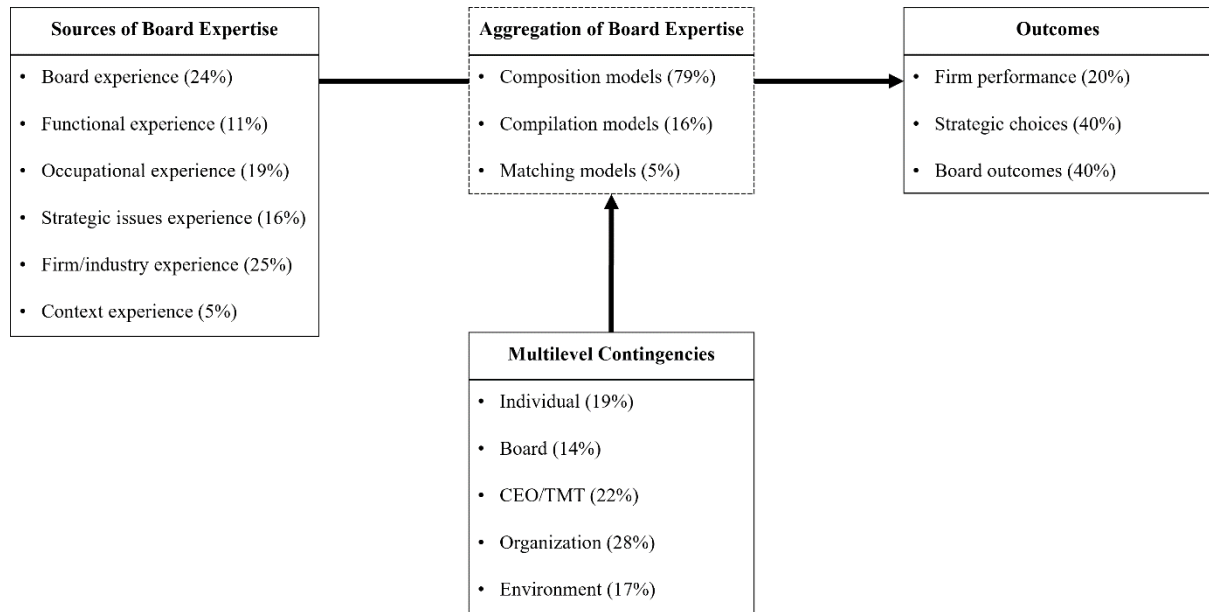 Sources of Board Expertise
• Board experience (24%)
• Functional experience (11%)
• Occupational experience (19%)
• Strategic issues experience (16%)
• Firm/industry experience (25%)
• Context experience (5%)
Aggregation of Board Expertise
• Composition models (79%)
• Compilation models (16%)
• Matching models (5%)
Outcomes
• Firm performance (20%)
• Strategic choices (40%)
• Board outcomes (40%)
Multilevel Contingencies
• Individual (19%)
• Board (14%)
• CEO/TMT (22%)
• Organization (28%)
• Environment (17%)